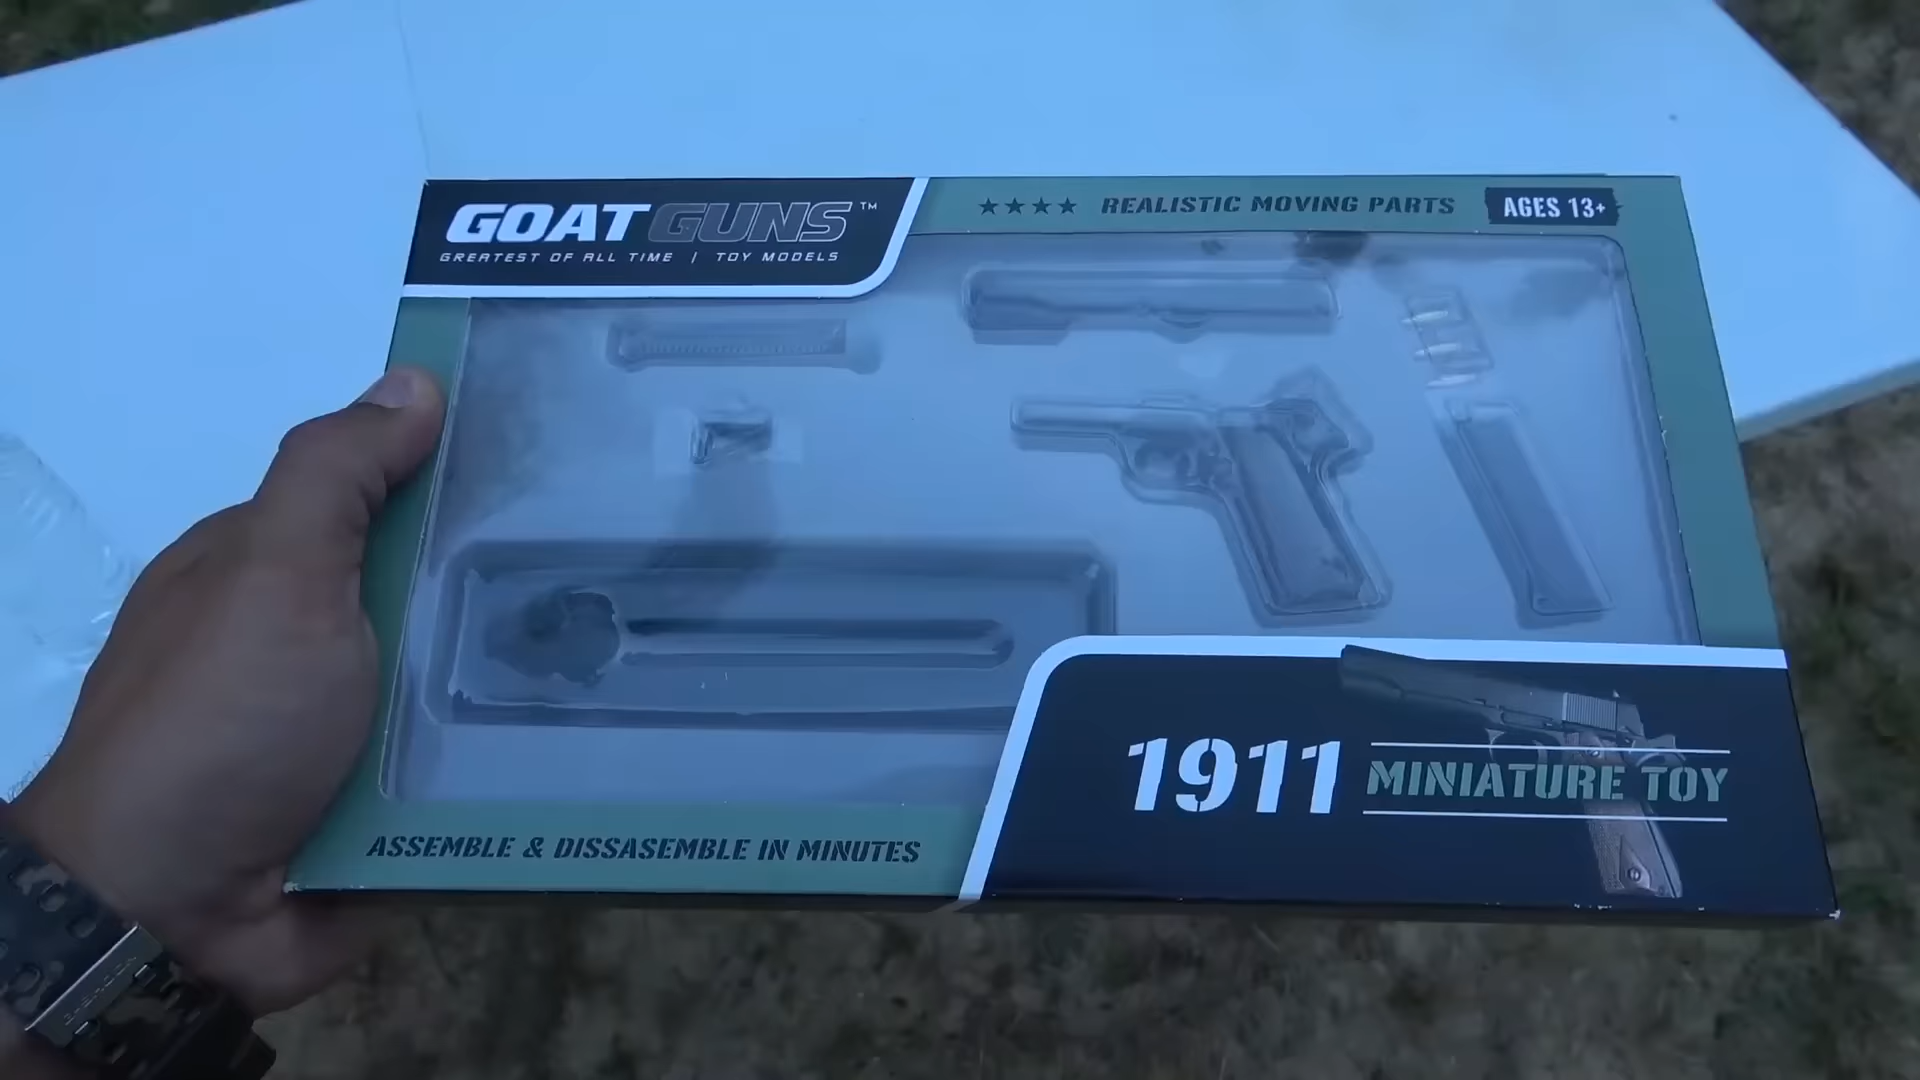 GOAT GUNS™
GREATEST OF ALL TIME | TOY MODELS
★★★★ REALISTIC MOVING PARTS
AGES 13+
1911 MINIATURE TOY
ASSEMBLE & DISSASEMBLE IN MINUTES
G-SHOCK